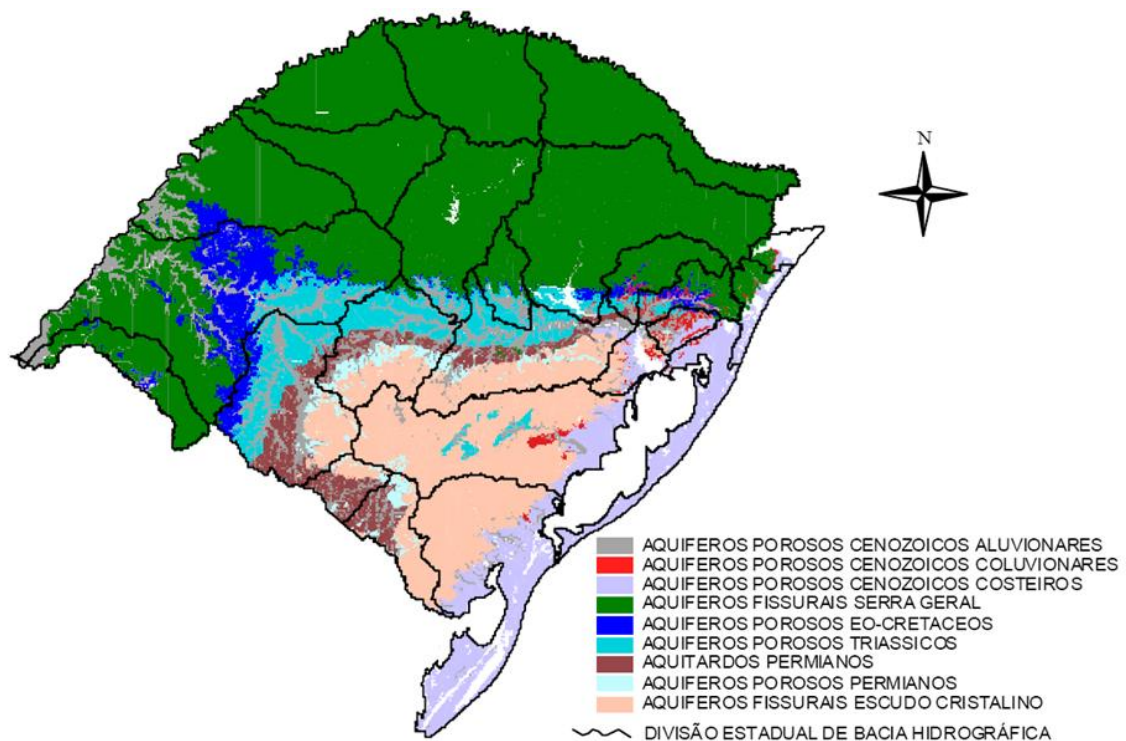 N
AQUIFEROS POROSOS CENOZOICOS ALUVIONARES
AQUIFEROS POROSOS CENOZOICOS COLUVIONARES
AQUIFEROS POROSOS CENOZOICOS COSTEIROS
AQUIFEROS FISSURAIS SERRA GERAL
AQUIFEROS POROSOS EO-CRETACEOS
AQUIFEROS POROSOS TRIASSICOS
AQUITARDOS PERMIANOS
AQUIFEROS POROSOS PERMIANOS
AQUIFEROS FISSURAIS ESCUDO CRISTALINO
DIVISÃO ESTADUAL DE BACIA HIDROGRÁFICA